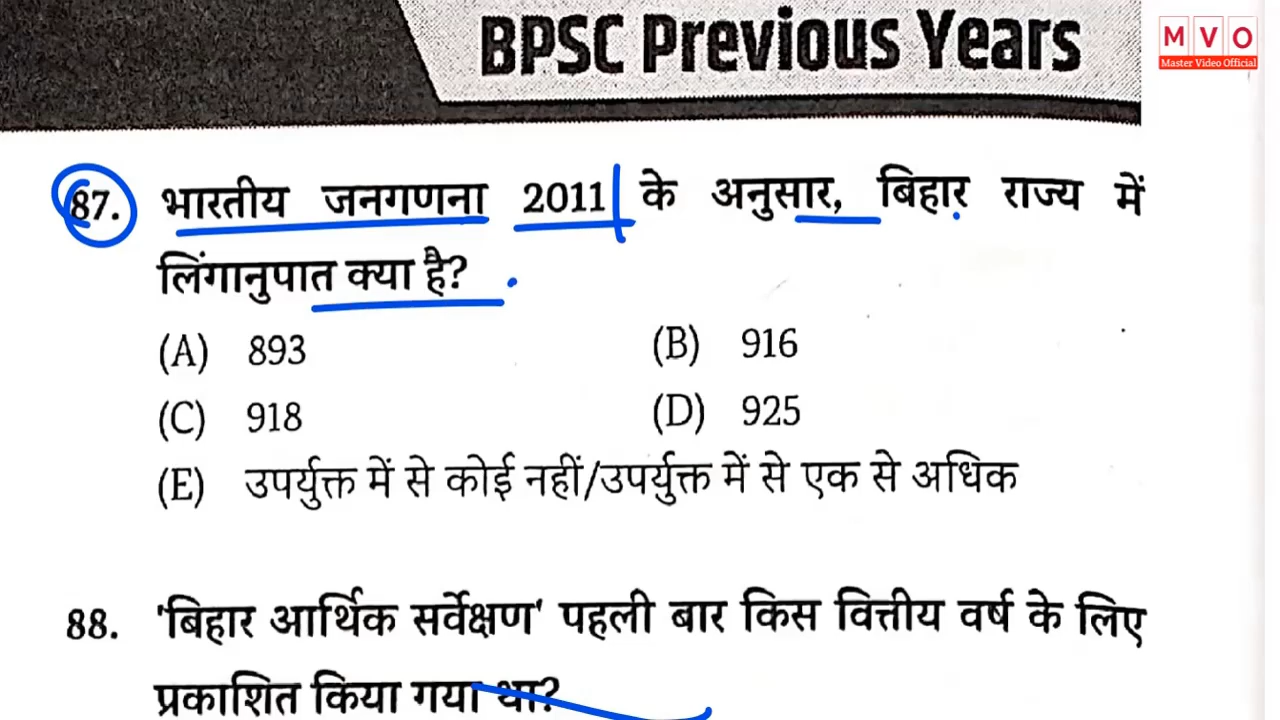 BPSC Previous Years
M V O
Master Video Official
87. भारतीय जनगणना 2011 के अनुसार, बिहार राज्य में
लिंगानुपात क्या है?
(A) 893 (B) 916
(C) 918 (D) 925
(E) उपर्युक्त में से कोई नहीं/उपर्युक्त में से एक से अधिक
88. 'बिहार आर्थिक सर्वेक्षण' पहली बार किस वित्तीय वर्ष के लिए
प्रकाशित किया गया था?